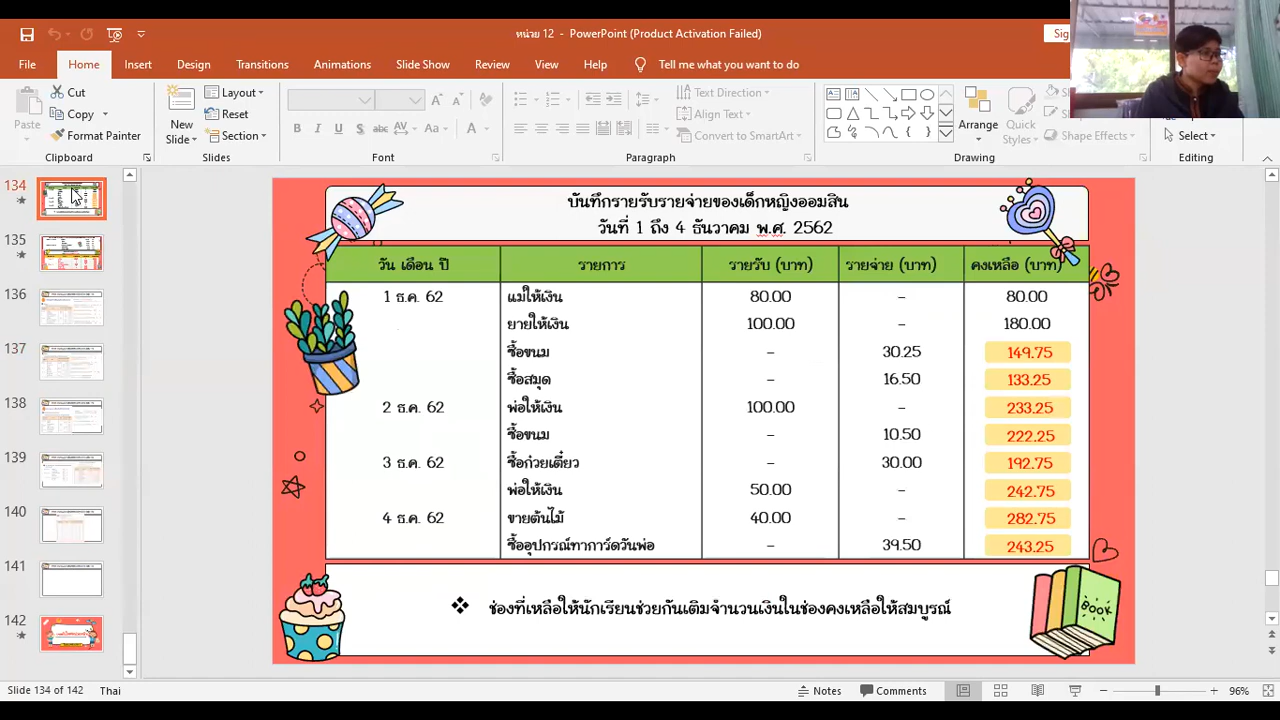 หน่วย 12 - PowerPoint (Product Activation Failed)
File Home Insert Design Transitions Animations Slide Show Review View Help Tell me what you want to do
Paste
Cut
Copy
Format Painter
Clipboard
New Slide
Layout
Reset
Section
Slides
B I U S abc AV Aa A
Font
Text Direction
Align Text
Convert to SmartArt
Paragraph
Arrange
Quick Styles
Shape Effects
Drawing
Select
Editing
134
135
136
137
138
139
140
141
142
บันทึกรายรับรายจ่ายของเด็กหญิงออมสิน
วันที่ 1 ถึง 4 ธันวาคม พ.ศ. 2562
วัน เดือน ปี รายการ รายรับ (บาท) รายจ่าย (บาท) คงเหลือ (บาท)
1 ธ.ค. 62 แม่ให้เงิน 80.00 - 80.00
ยายให้เงิน 100.00 - 180.00
ซื้อขนม - 30.25 149.75
ซื้อสมุด - 16.50 133.25
2 ธ.ค. 62 พ่อให้เงิน 100.00 - 233.25
ซื้อขนม - 10.50 222.25
3 ธ.ค. 62 ซื้อก๋วยเตี๋ยว - 30.00 192.75
พ่อให้เงิน 50.00 - 242.75
4 ธ.ค. 62 ขายต้นไม้ 40.00 - 282.75
ซื้ออุปกรณ์ทาการ์ดวันพ่อ - 39.50 243.25
❖ ช่องที่เหลือให้นักเรียนช่วยกันเติมจำนวนเงินในช่องคงเหลือให้สมบูรณ์
BOOK
Slide 134 of 142 Thai Notes Comments 96%